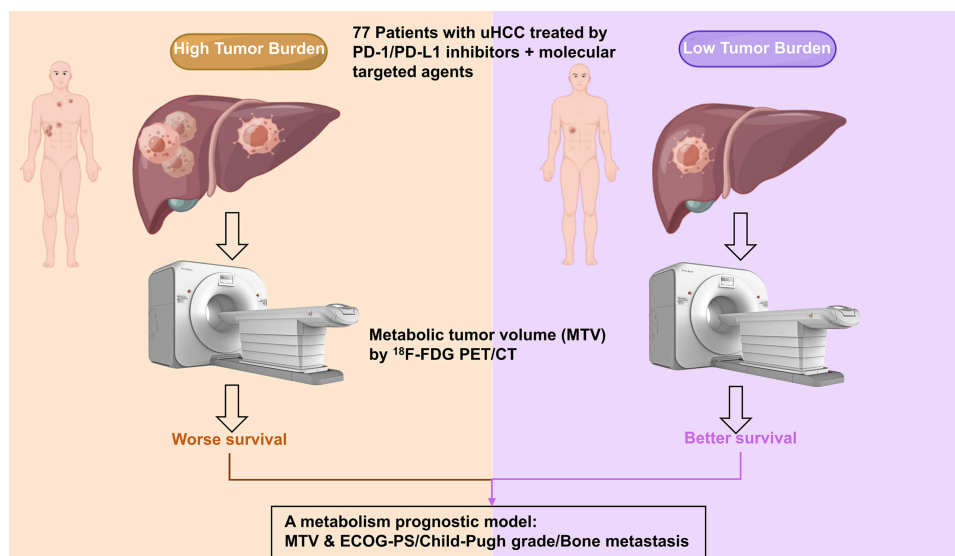 High Tumor Burden
77 Patients with uHCC treated by
PD-1/PD-L1 inhibitors + molecular
targeted agents
Low Tumor Burden
Metabolic tumor volume (MTV)
by ¹⁸F-FDG PET/CT
Worse survival
Better survival
A metabolism prognostic model:
MTV & ECOG-PS/Child-Pugh grade/Bone metastasis